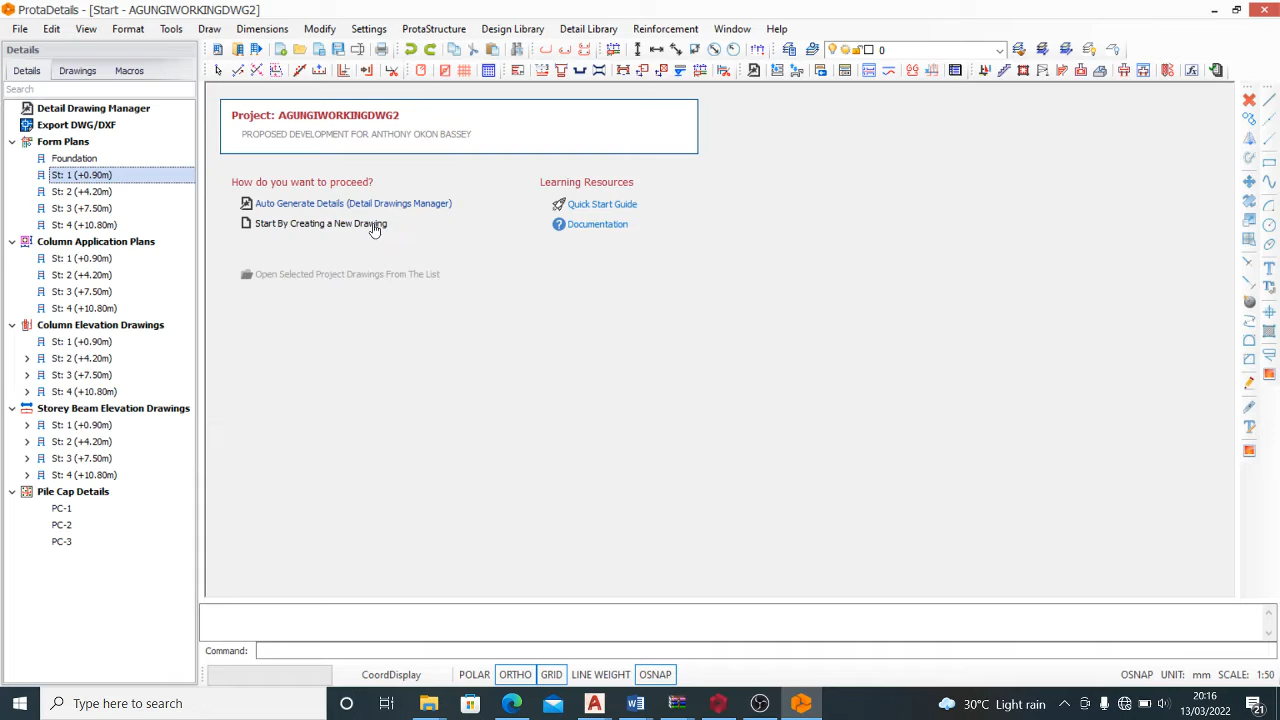 ProtaDetails - [Start - AGUNGIWORKINGDWG2]
File Edit View Format Tools Draw Dimensions Modify Settings ProtaStructure Design Library Detail Library Reinforcement Window Help
Details
Details Drawings Macros
Search
Detail Drawing Manager
Export DWG/DXF
Form Plans
Foundation
St: 1 (+0.90m)
St: 2 (+4.20m)
St: 3 (+7.50m)
St: 4 (+10.80m)
Column Application Plans
St: 1 (+0.90m)
St: 2 (+4.20m)
St: 3 (+7.50m)
St: 4 (+10.80m)
Column Elevation Drawings
St: 1 (+0.90m)
St: 2 (+4.20m)
St: 3 (+7.50m)
St: 4 (+10.80m)
Storey Beam Elevation Drawings
St: 1 (+0.90m)
St: 2 (+4.20m)
St: 3 (+7.50m)
St: 4 (+10.80m)
Pile Cap Details
PC-1
PC-2
PC-3
0
Project: AGUNGIWORKINGDWG2
PROPOSED DEVELOPMENT FOR ANTHONY OKON BASSEY
How do you want to proceed?
Auto Generate Details (Detail Drawings Manager)
Start By Creating a New Drawing
Open Selected Project Drawings From The List
Learning Resources
Quick Start Guide
Documentation
Command:
CoordDisplay POLAR ORTHO GRID LINE WEIGHT OSNAP OSNAP UNIT: mm SCALE: 1:50
Type here to search
30°C Light rain
20:16
13/03/2022
21